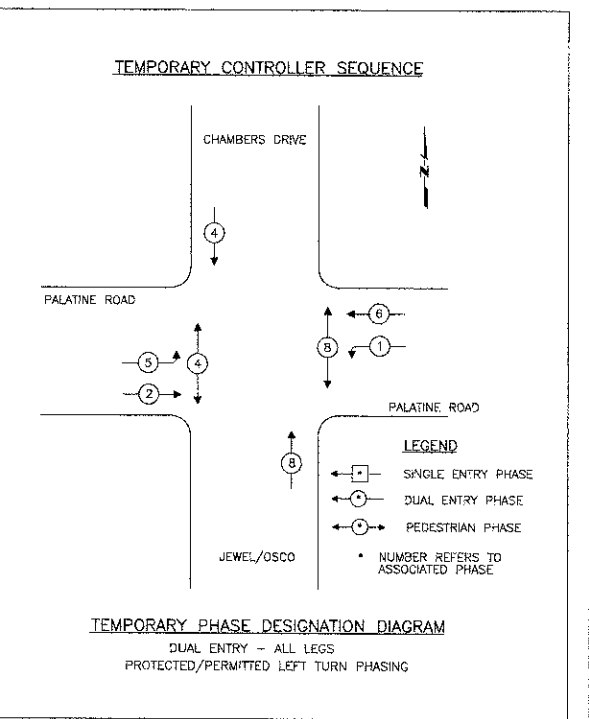 TEMPORARY CONTROLLER SEQUENCE
CHAMBERS DRIVE
N
4
PALATINE ROAD
6
5
4
8
1
2
PALATINE ROAD
8
LEGEND
* SINGLE ENTRY PHASE
* DUAL ENTRY PHASE
* PEDESTRIAN PHASE
* NUMBER REFERS TO
ASSOCIATED PHASE
JEWEL/OSCO
TEMPORARY PHASE DESIGNATION DIAGRAM
DUAL ENTRY - ALL LEGS
PROTECTED/PERMITTED LEFT TURN PHASING